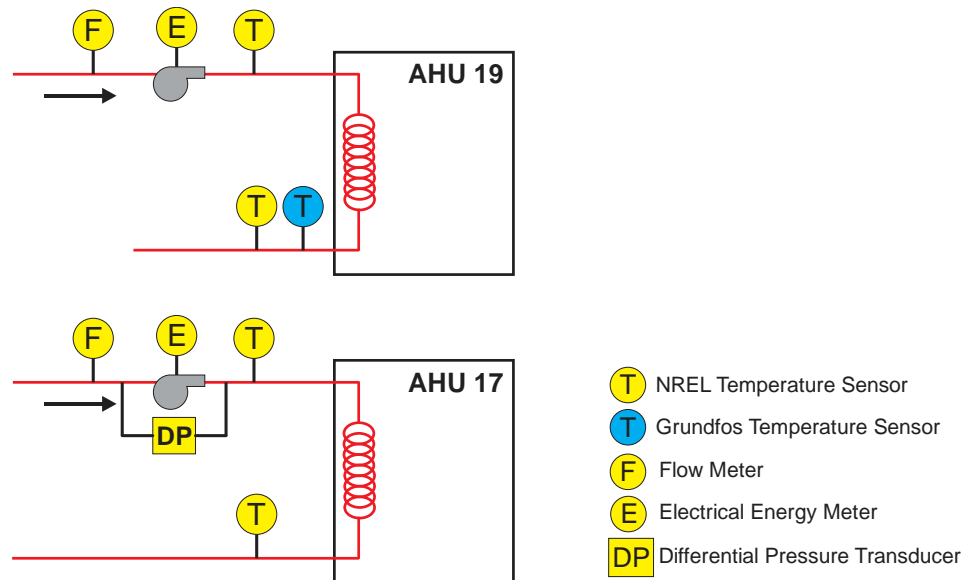 F E T
AHU 19
T T
F E T
AHU 17
DP
T
T NREL Temperature Sensor
T Grundfos Temperature Sensor
F Flow Meter
E Electrical Energy Meter
DP Differential Pressure Transducer